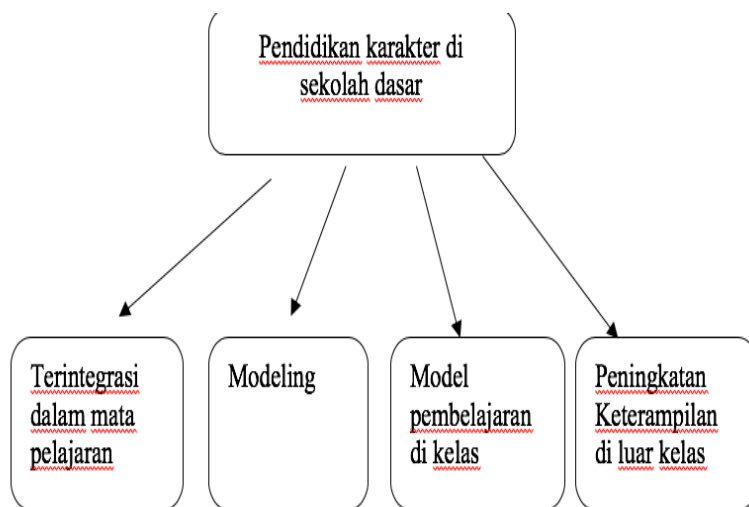 Pendidikan karakter di
sekolah dasar
Terintegrasi
dalam mata
pelajaran
Modeling
Model
pembelajaran
di kelas
Peningkatan
Keterampilan
di luar kelas